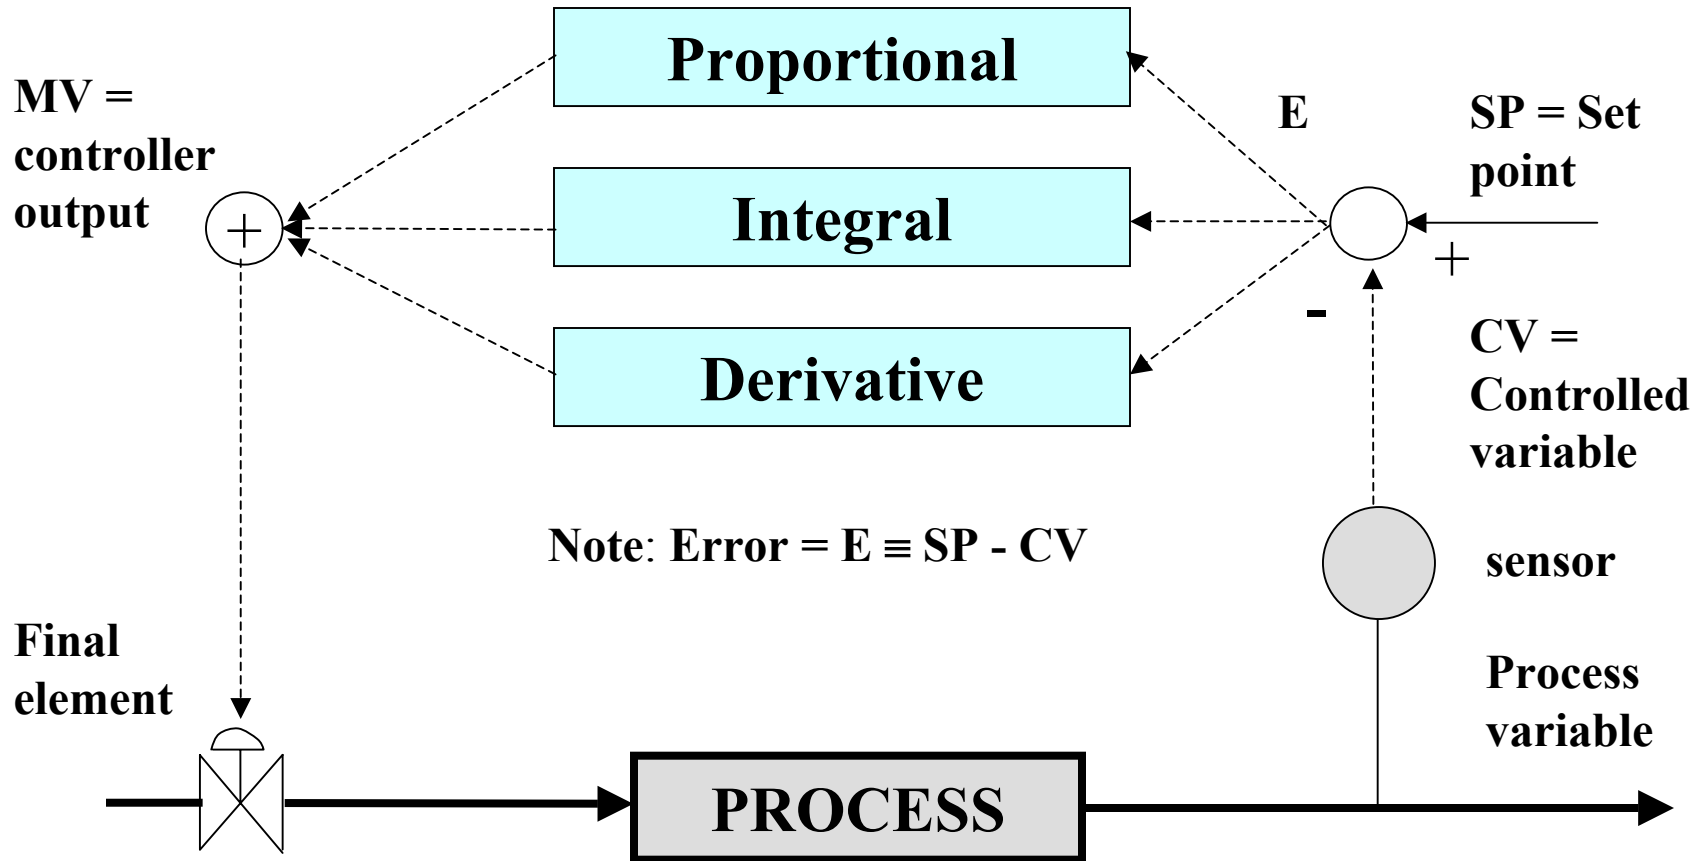 Proportional
MV =
controller
output
E
SP = Set
point
+
Integral
+
-
CV =
Controlled
variable
Derivative
Note: Error = E ≡ SP - CV
sensor
Final
element
Process
variable
PROCESS